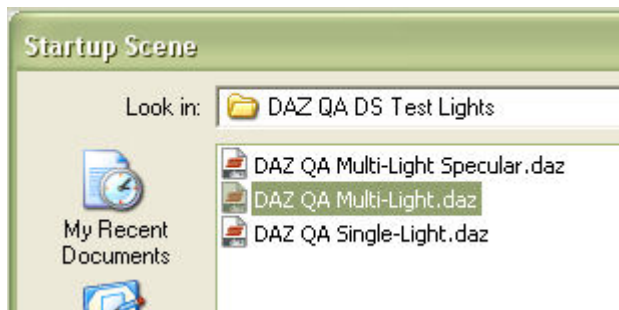 Startup Scene
Look in: DAZ QA DS Test Lights
DAZ QA Multi-Light Specular.daz
DAZ QA Multi-Light.daz
DAZ QA Single-Light.daz
My Recent
Documents